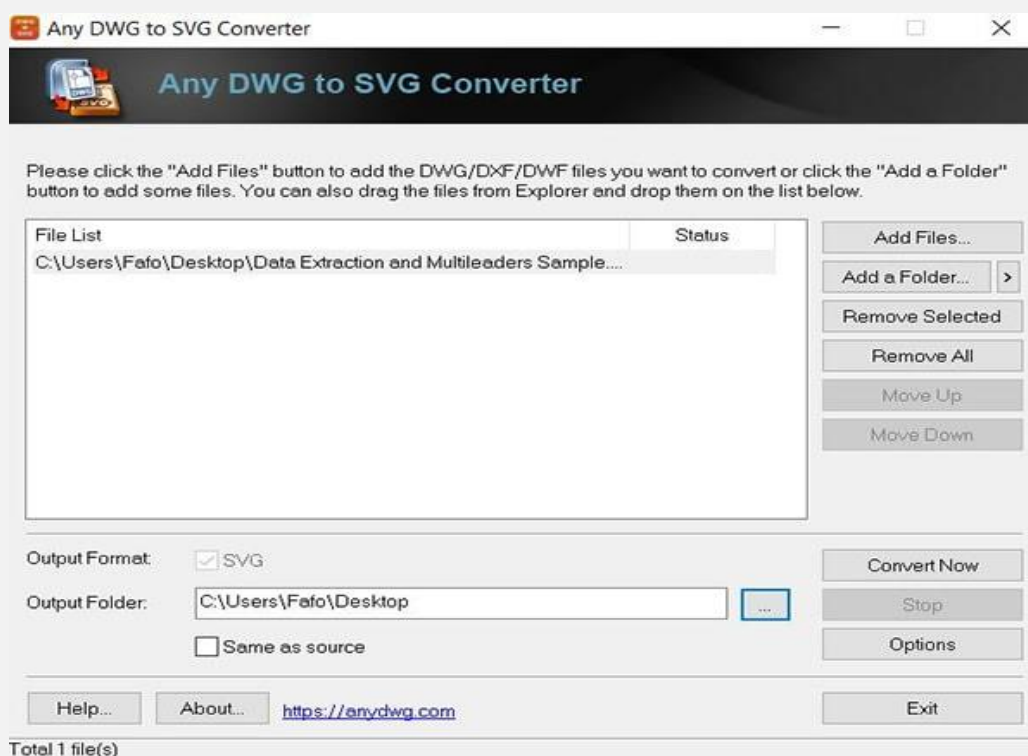 Any DWG to SVG Converter
Any DWG to SVG Converter
Please click the "Add Files" button to add the DWG/DXF/DWF files you want to convert or click the "Add a Folder"
button to add some files. You can also drag the files from Explorer and drop them on the list below.
File List Status
C:\Users\Fafo\Desktop\Data Extraction and Multileaders Sample....
Add Files...
Add a Folder... >
Remove Selected
Remove All
Move Up
Move Down
Output Format: SVG
Convert Now
Output Folder: C:\Users\Fafo\Desktop ...
Stop
Same as source
Options
Help... About... https://anydwg.com Exit
Total 1 file(s)